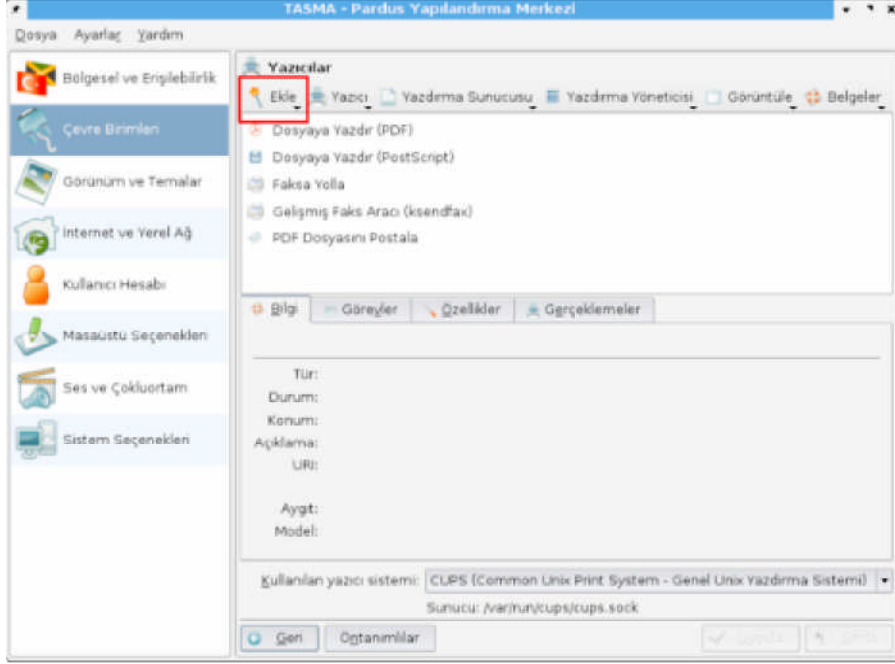 TASMA - Pardus Yapılandırma Merkezi
Dosya Ayarlar Yardım
Bölgesel ve Erişilebilirlik
Çevre Birimleri
Görünüm ve Temalar
İnternet ve Yerel Ağ
Kullanıcı Hesabı
Masaüstü Seçenekleri
Ses ve Çokluortam
Sistem Seçenekleri
Yazıcılar
Ekle Yazıcı Yazdırma Sunucusu Yazdırma Yöneticisi Görüntüle Belgeler
Dosyaya Yazdır (PDF)
Dosyaya Yazdır (PostScript)
Faksa Yolla
Gelişmiş Faks Aracı (ksendfax)
PDF Dosyasını Postala
Bilgi Görevler Özellikler Gerçeklemeler
Tür:
Durum:
Konum:
Açıklama:
URI:
Aygıt:
Model:
Kullanılan yazıcı sistemi: CUPS (Common Unix Print System - Genel Unix Yazdırma Sistemi)
Sunucu: /var/run/cups/cups.sock
Geri Öntanımlılar